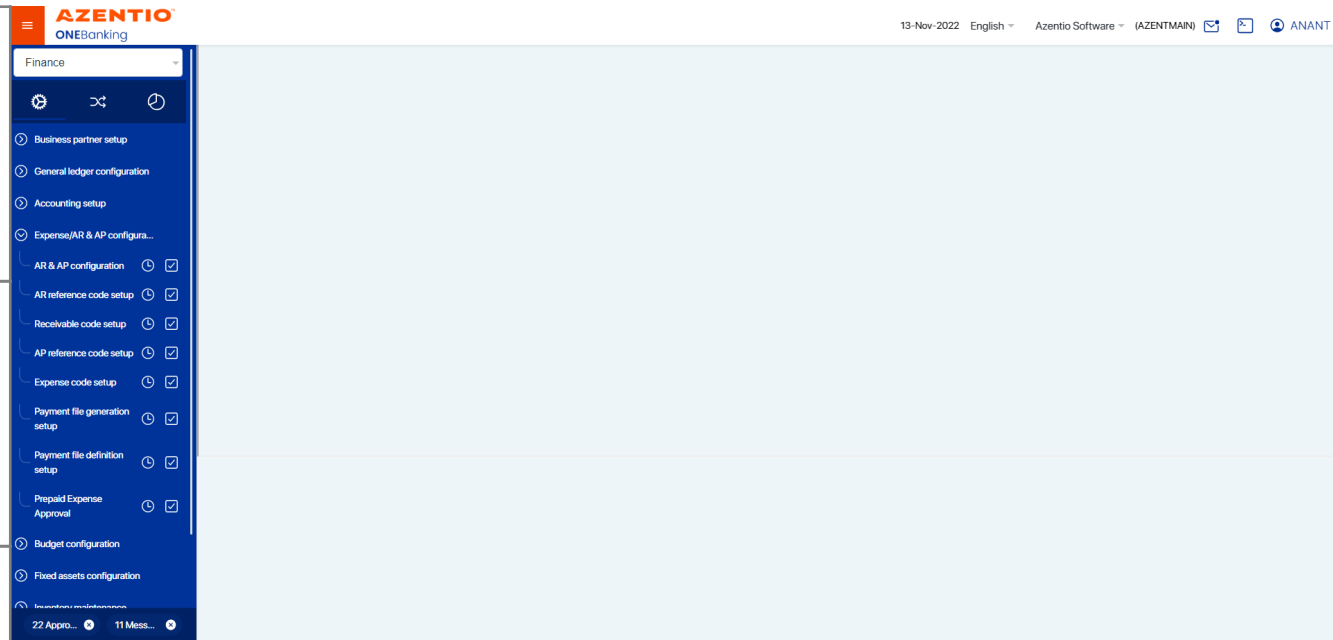 AZENTIO™
ONEBanking
13-Nov-2022 English Azentio Software (AZENTMAIN) ANANT
Finance
Business partner setup
General ledger configuration
Accounting setup
Expense/AR & AP configura...
AR & AP configuration
AR reference code setup
Receivable code setup
AP reference code setup
Expense code setup
Payment file generation
setup
Payment file definition
setup
Prepaid Expense
Approval
Budget configuration
Fixed assets configuration
Inventory maintenance
22 Appro... 11 Mess...